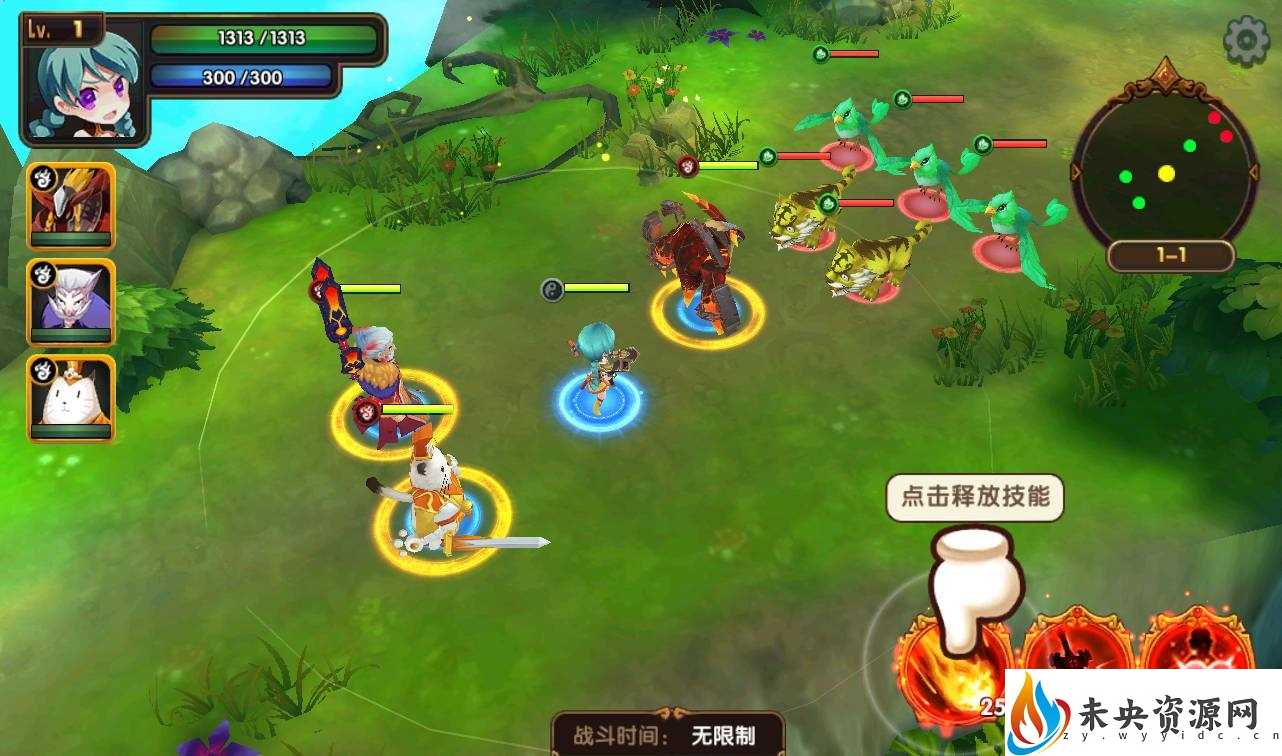 Lv. 1
1313 /1313
300 /300
1-1
点击释放技能
25
战斗时间： 无限制
未央资源网
zy.wyyidc.cn